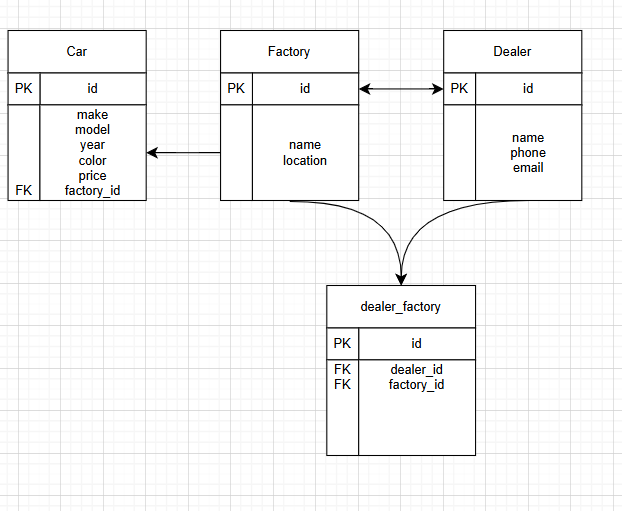 Car
PK id
make
model
year
color
price
FK factory_id
Factory
PK id
name
location
Dealer
PK id
name
phone
email
dealer_factory
PK id
FK dealer_id
FK factory_id